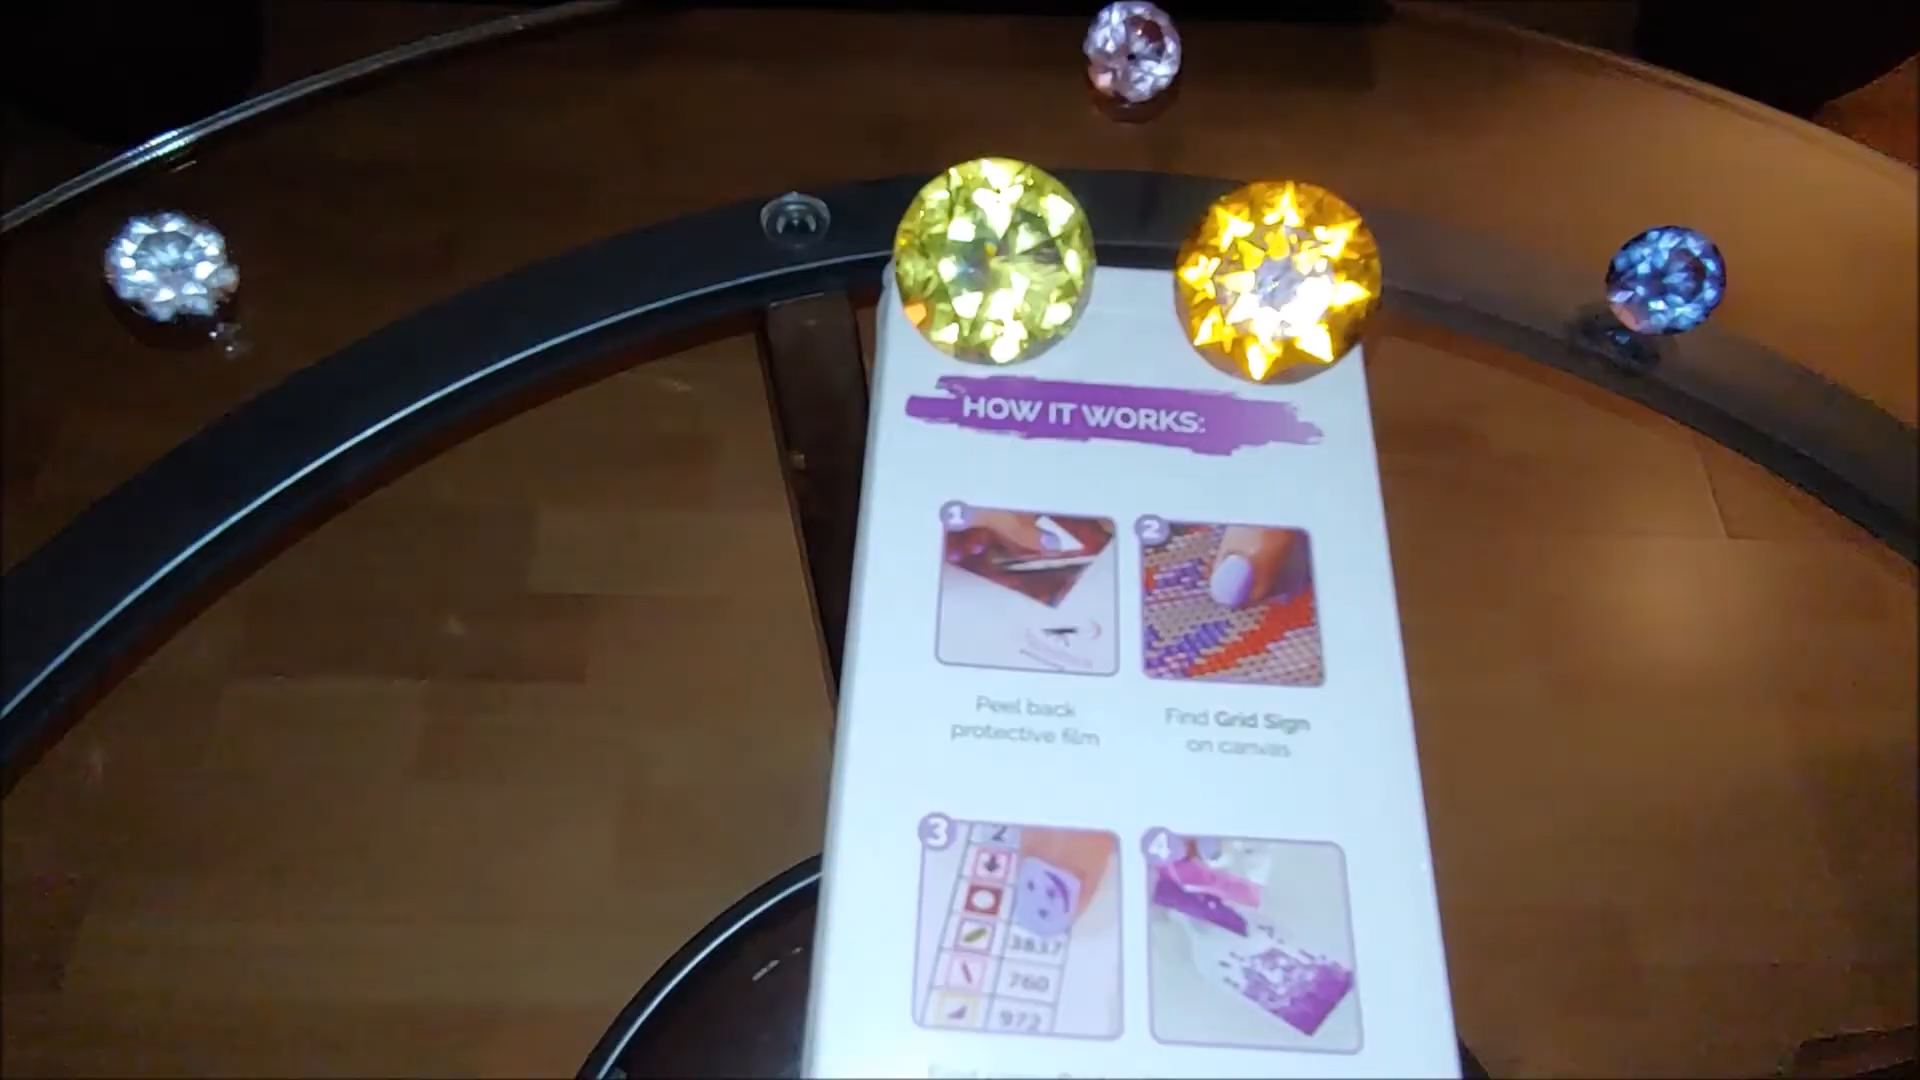 HOW IT WORKS:
1
2
Peel back
protective film
Find Grid Sign
on canvas
3
4
2
3837
760
972